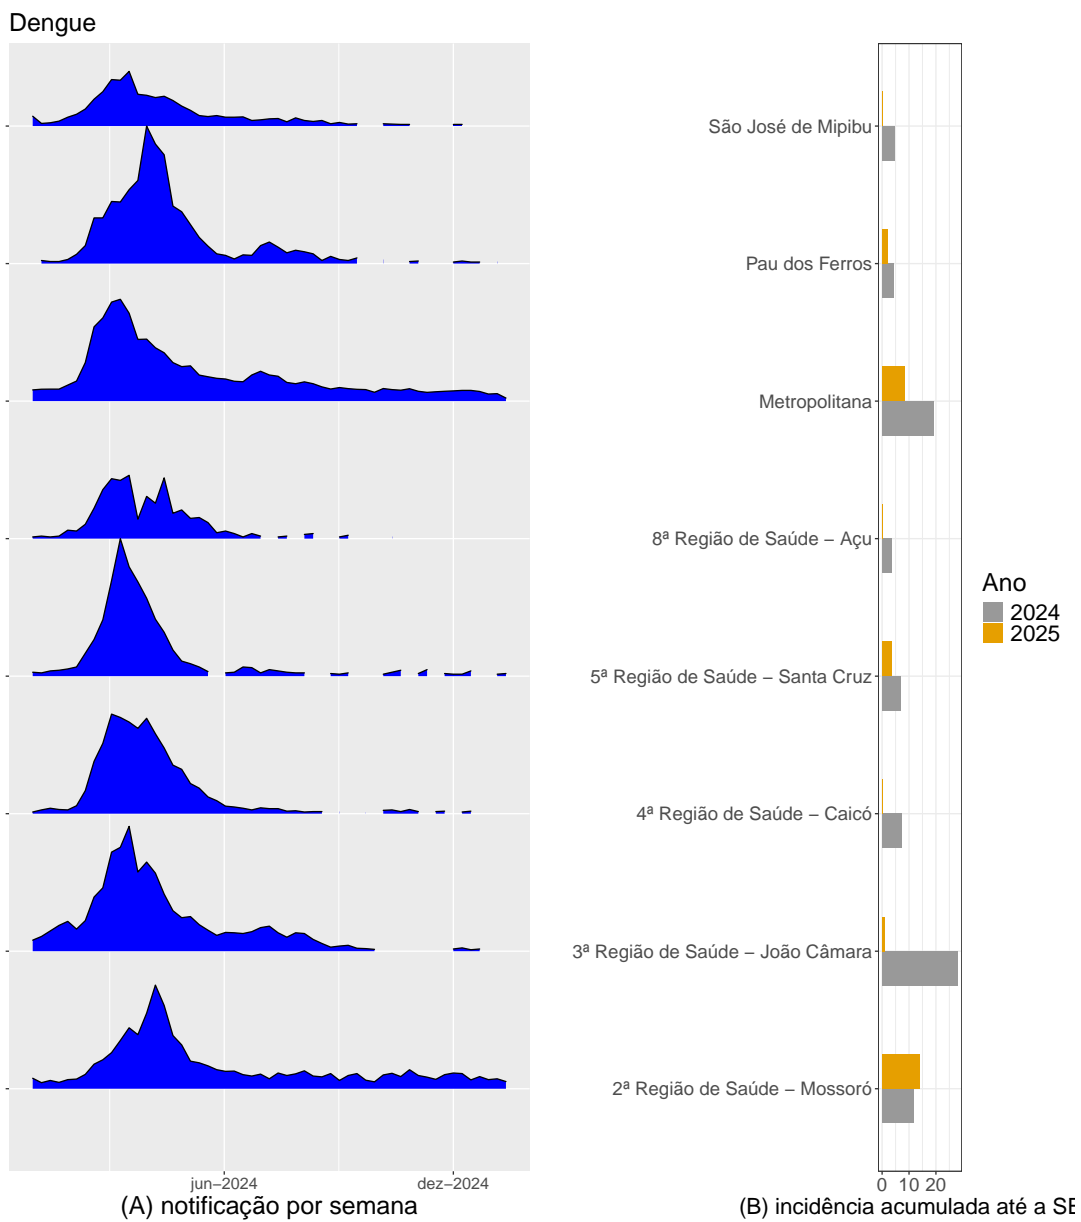 Dengue
São José de Mipibu
Pau dos Ferros
Metropolitana
8ª Região de Saúde – Açu
5ª Região de Saúde – Santa Cruz
4ª Região de Saúde – Caicó
3ª Região de Saúde – João Câmara
2ª Região de Saúde – Mossoró
Ano
2024
2025
jun–2024
dez–2024
0
10
20
(A) notificação por semana
(B) incidência acumulada até a SE